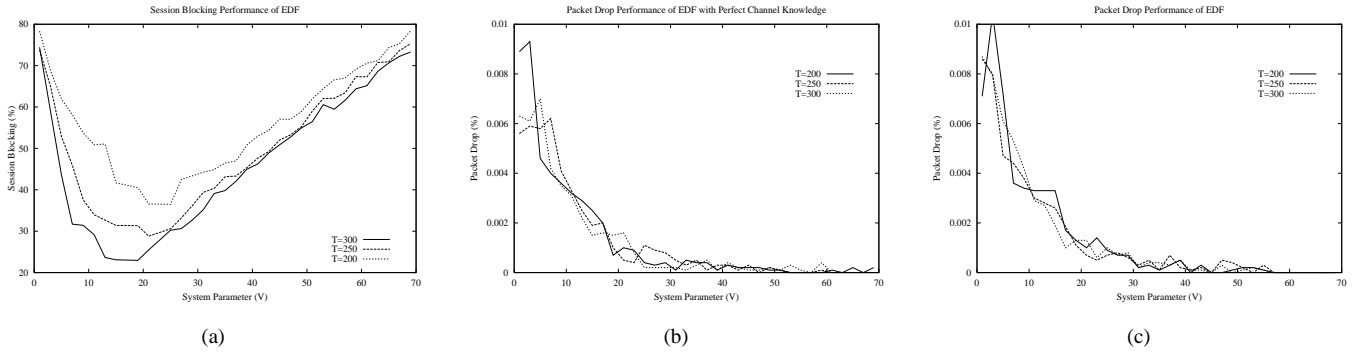 Session Blocking Performance of EDF
80
70
60
50
40
30
20
Session Blocking (%)
0 10 20 30 40 50 60 70
System Parameter (V)
T=300
T=250
T=200
(a)
Packet Drop Performance of EDF with Perfect Channel Knowledge
0.01
0.008
0.006
0.004
0.002
0
Packet Drop (%)
0 10 20 30 40 50 60 70
System Parameter (V)
T=200
T=250
T=300
(b)
Packet Drop Performance of EDF
0.01
0.008
0.006
0.004
0.002
0
Packet Drop (%)
0 10 20 30 40 50 60 70
System Parameter (V)
T=200
T=250
T=300
(c)